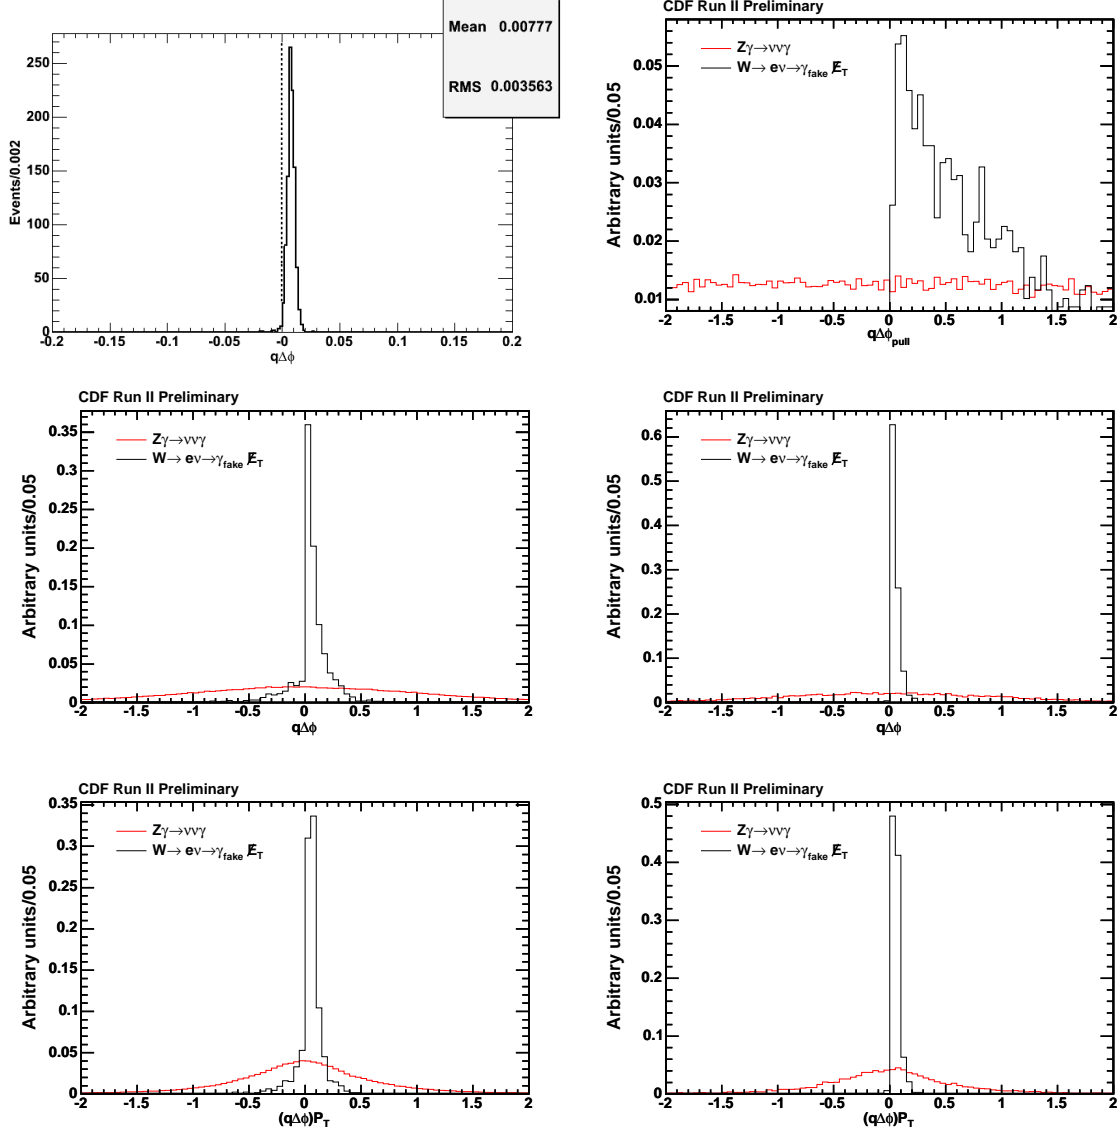 Mean 0.00777
RMS 0.003563
Events/0.002
250
200
150
100
50
0
-0.2 -0.15 -0.1 -0.05 -0 0.05 0.1 0.15 0.2
qΔϕ
CDF Run II Preliminary
Zγ→ννγ
W→ eν→γfake E̸T
Arbitrary units/0.05
0.05
0.04
0.03
0.02
0.01
-2 -1.5 -1 -0.5 0 0.5 1 1.5 2
qΔϕpull
CDF Run II Preliminary
Zγ→ννγ
W→ eν→γfake E̸T
Arbitrary units/0.05
0.35
0.3
0.25
0.2
0.15
0.1
0.05
0
-2 -1.5 -1 -0.5 0 0.5 1 1.5 2
qΔϕ
CDF Run II Preliminary
Zγ→ννγ
W→ eν→γfake E̸T
Arbitrary units/0.05
0.6
0.5
0.4
0.3
0.2
0.1
0
-2 -1.5 -1 -0.5 0 0.5 1 1.5 2
qΔϕ
CDF Run II Preliminary
Zγ→ννγ
W→ eν→γfake E̸T
Arbitrary units/0.05
0.35
0.3
0.25
0.2
0.15
0.1
0.05
0
-2 -1.5 -1 -0.5 0 0.5 1 1.5 2
(qΔϕ)PT
CDF Run II Preliminary
Zγ→ννγ
W→ eν→γfake E̸T
Arbitrary units/0.05
0.5
0.4
0.3
0.2
0.1
0
-2 -1.5 -1 -0.5 0 0.5 1 1.5 2
(qΔϕ)PT